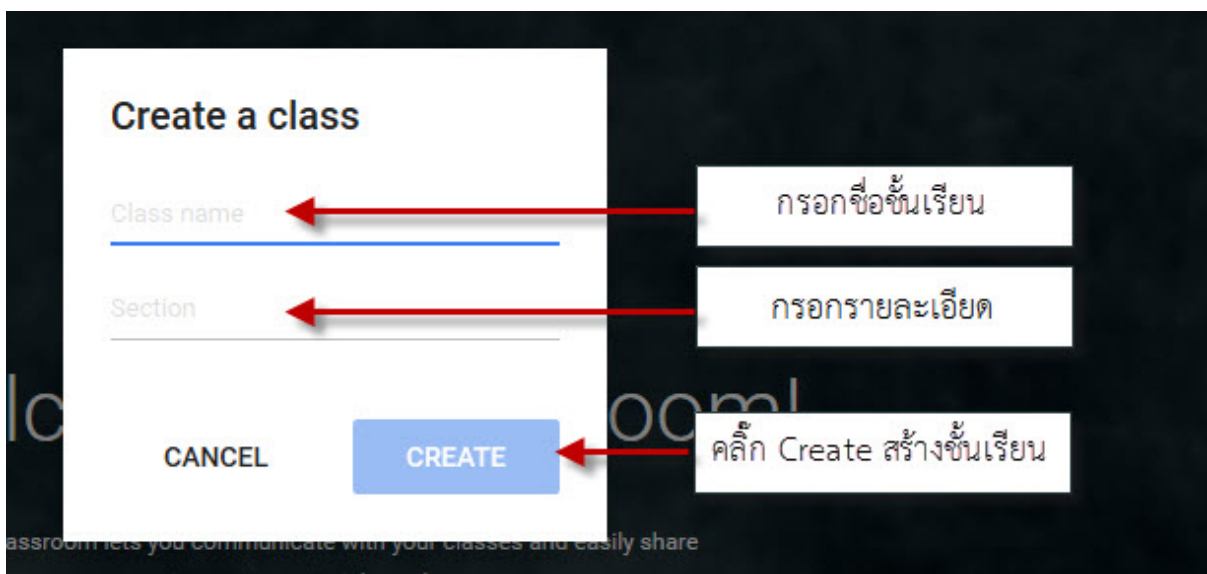 Create a class
Class name
กรอกชื่อชั้นเรียน
Section
กรอกรายละเอียด
lc ooml
CANCEL
CREATE
คลิ๊ก Create สร้างชั้นเรียน
assroom lets you communicate with your classes and easily share